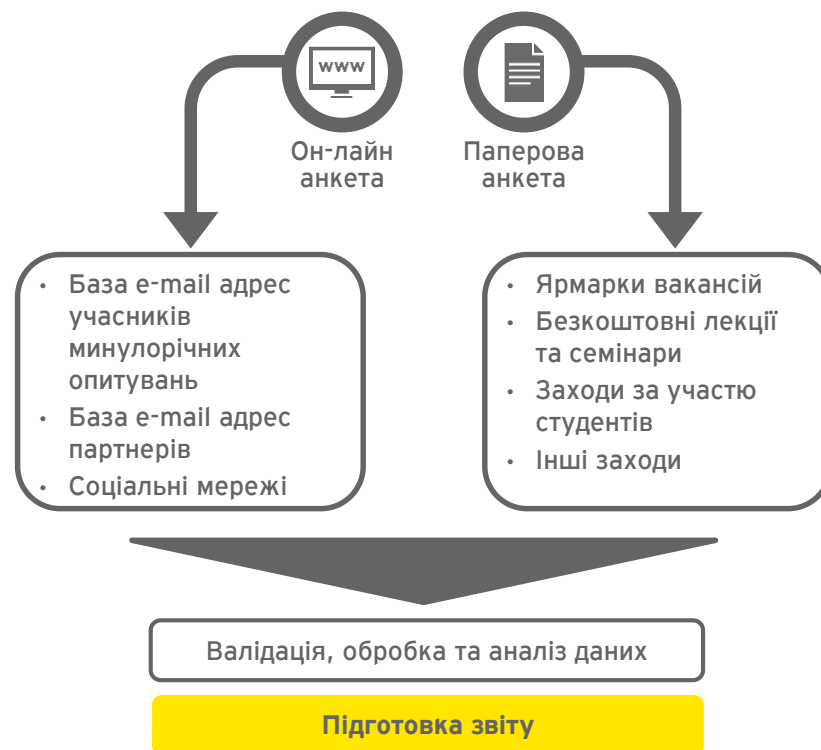 www
Он-лайн
анкета
Паперова
анкета
· База e-mail адрес
учасників
минулорічних
опитувань
· База e-mail адрес
партнерів
· Соціальні мережі
· Ярмарки вакансій
· Безкоштовні лекції
та семінари
· Заходи за участю
студентів
· Інші заходи
Валідація, обробка та аналіз даних
Підготовка звіту